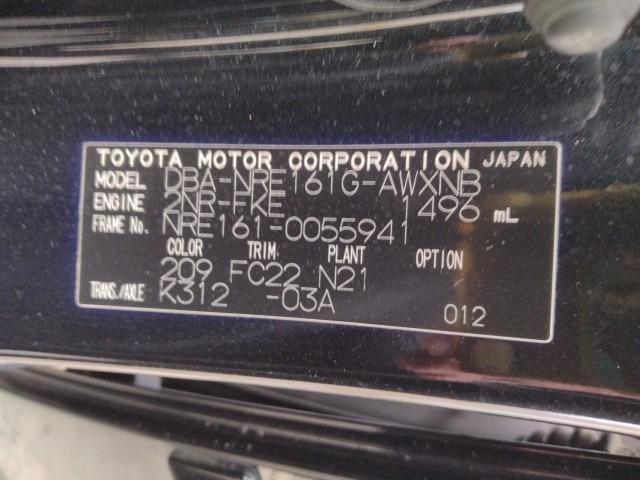 TOYOTA MOTOR CORPORATION JAPAN
MODEL DBA-NRE161G-AWXNB
ENGINE 2NR-FKE 1496 mL
FRAME No. NRE161-0055941
COLOR TRIM PLANT OPTION
209 FC22 N21
TRANS./AXLE K312 -03A
012